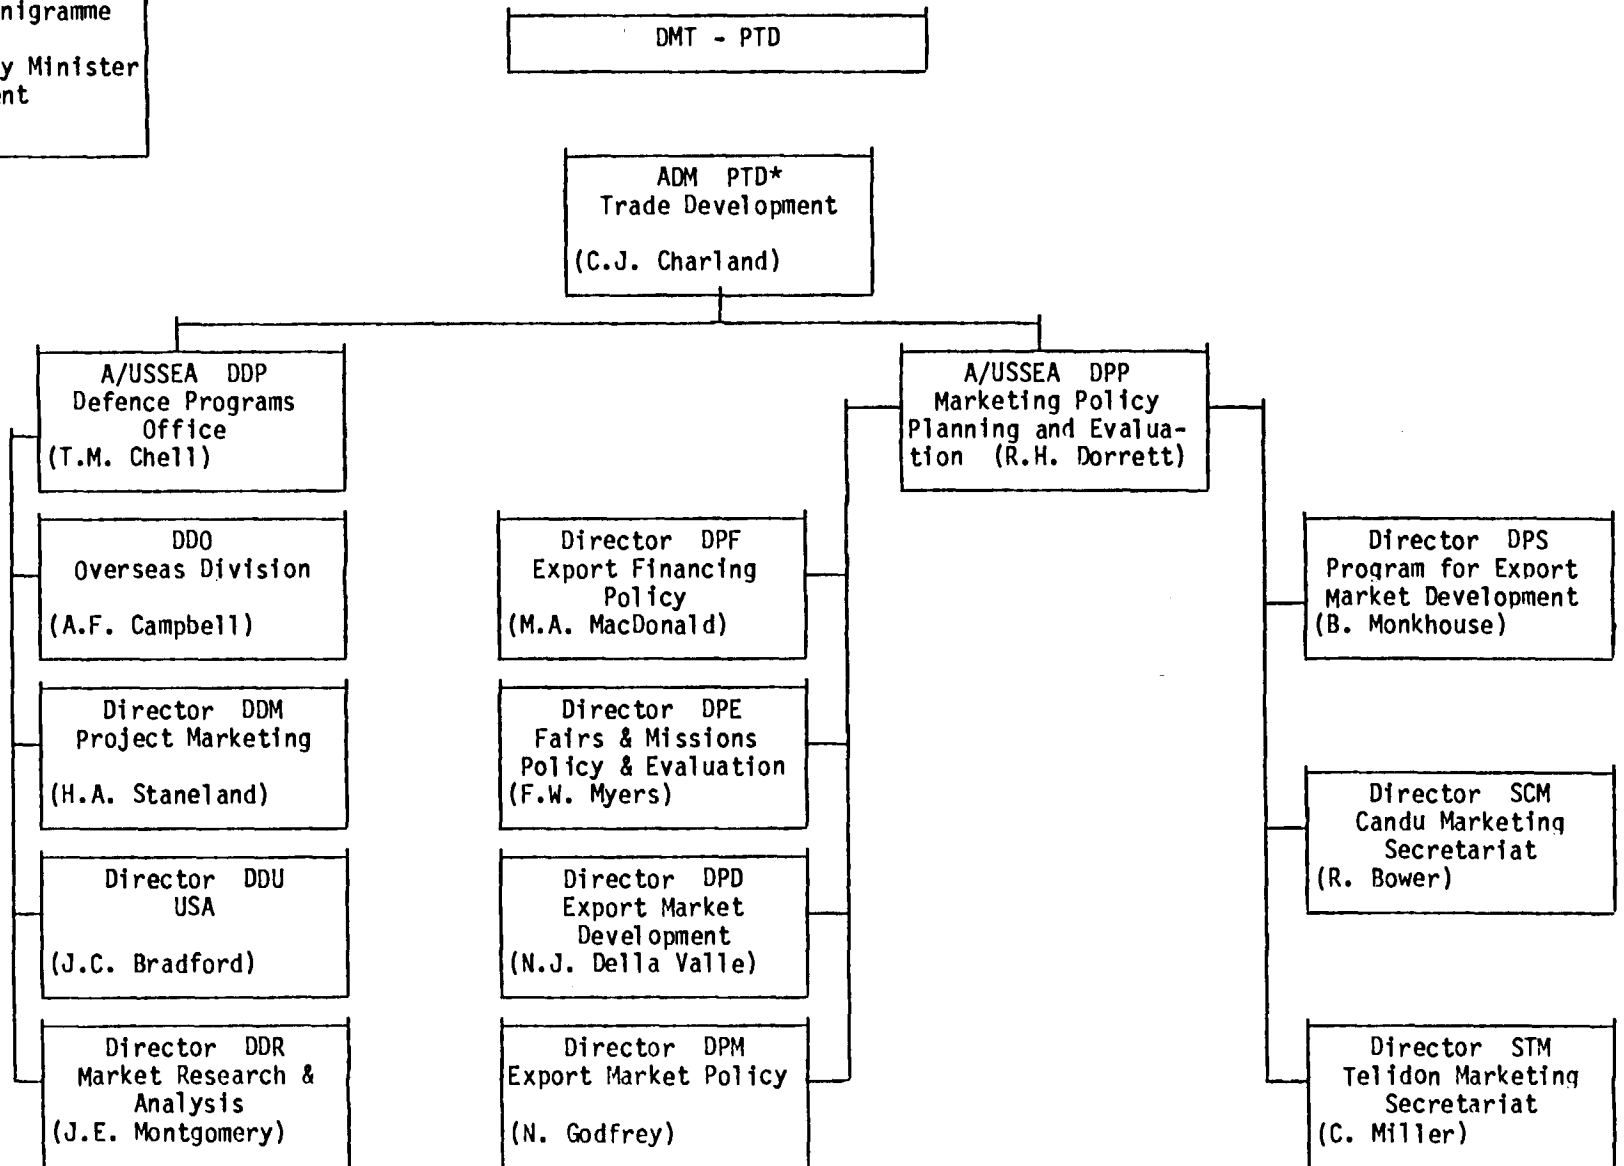 nigramme
y Minister
ent
DMT - PTD
ADM PTD*
Trade Development
(C.J. Charland)
A/USSEA DDP
Defence Programs
Office
(T.M. Chell)
A/USSEA DPP
Marketing Policy
Planning and Evalua-
tion (R.H. Dorrett)
DDO
Overseas Division
(A.F. Campbell)
Director DDM
Project Marketing
(H.A. Staneland)
Director DDU
USA
(J.C. Bradford)
Director DDR
Market Research &
Analysis
(J.E. Montgomery)
Director DPF
Export Financing
Policy
(M.A. MacDonald)
Director DPE
Fairs & Missions
Policy & Evaluation
(F.W. Myers)
Director DPD
Export Market
Development
(N.J. Della Valle)
Director DPM
Export Market Policy
(N. Godfrey)
Director DPS
Program for Export
Market Development
(B. Monkhouse)
Director SCM
Candu Marketing
Secretariat
(R. Bower)
Director STM
Telidon Marketing
Secretariat
(C. Miller)